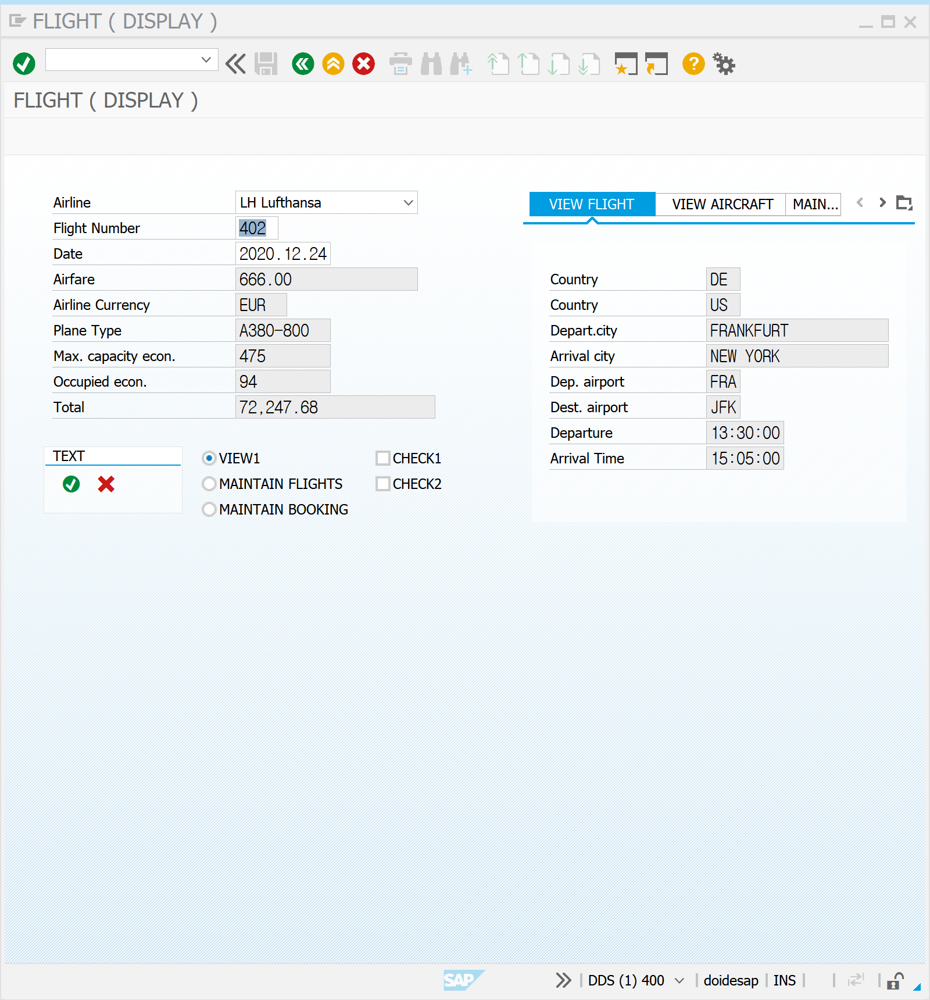 FLIGHT ( DISPLAY )
FLIGHT ( DISPLAY )
Airline LH Lufthansa
Flight Number 402
Date 2020.12.24
Airfare 666.00
Airline Currency EUR
Plane Type A380-800
Max. capacity econ. 475
Occupied econ. 94
Total 72,247.68
TEXT
VIEW1
MAINTAIN FLIGHTS
MAINTAIN BOOKING
CHECK1
CHECK2
VIEW FLIGHT VIEW AIRCRAFT MAIN...
Country DE
Country US
Depart.city FRANKFURT
Arrival city NEW YORK
Dep. airport FRA
Dest. airport JFK
Departure 13:30:00
Arrival Time 15:05:00
SAP DDS (1) 400 doidesap INS